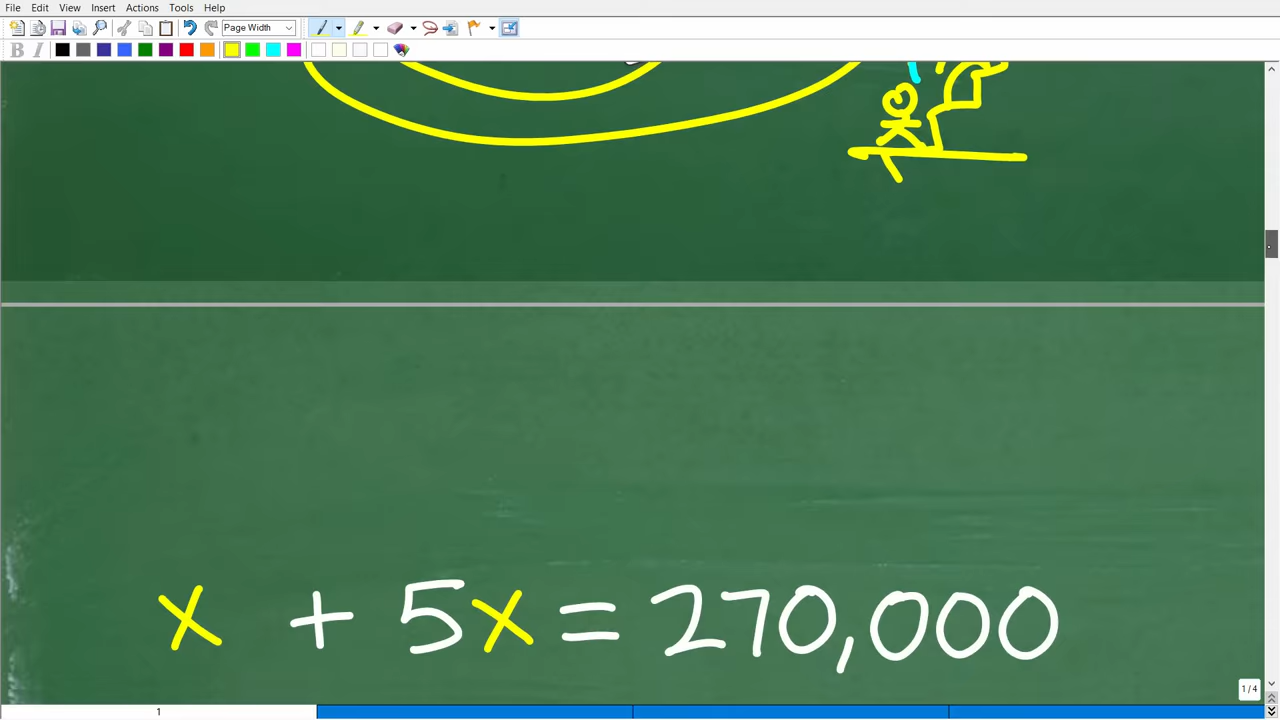 File Edit View Insert Actions Tools Help
Page Width
B I
x + 5x = 270,000
1 / 4
1